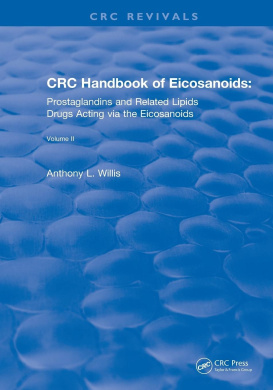 CRC REVIVALS
CRC Handbook of Eicosanoids:
Prostaglandins and Related Lipids
Drugs Acting via the Eicosanoids
Volume II
Anthony L. Willis
CRC
CRC Press
Taylor & Francis Group